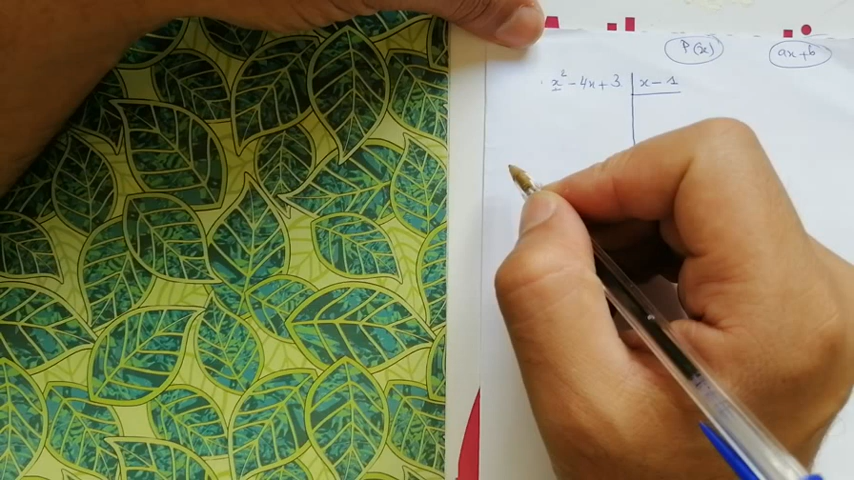 P(x) ax+b
x² - 4x + 3 | x - 1